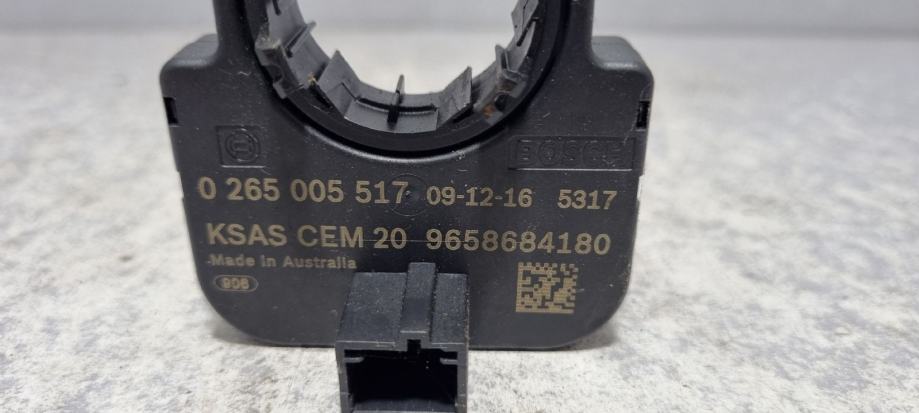 BOSCH
0 265 005 517 09-12-16 5317
KSAS CEM 20 9658684180
Made in Australia
906